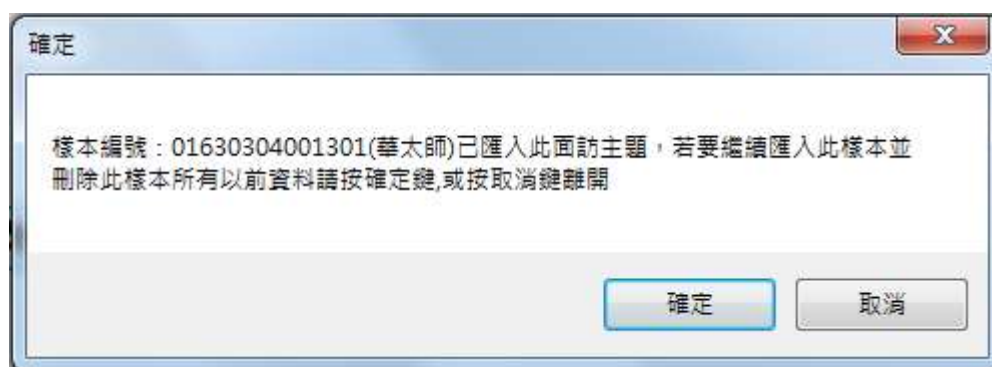 確定
樣本編號：01630304001301(華太師)已匯入此面訪主題，若要繼續匯入此樣本並
刪除此樣本所有以前資料請按確定鍵,或按取消鍵離開
確定
取消